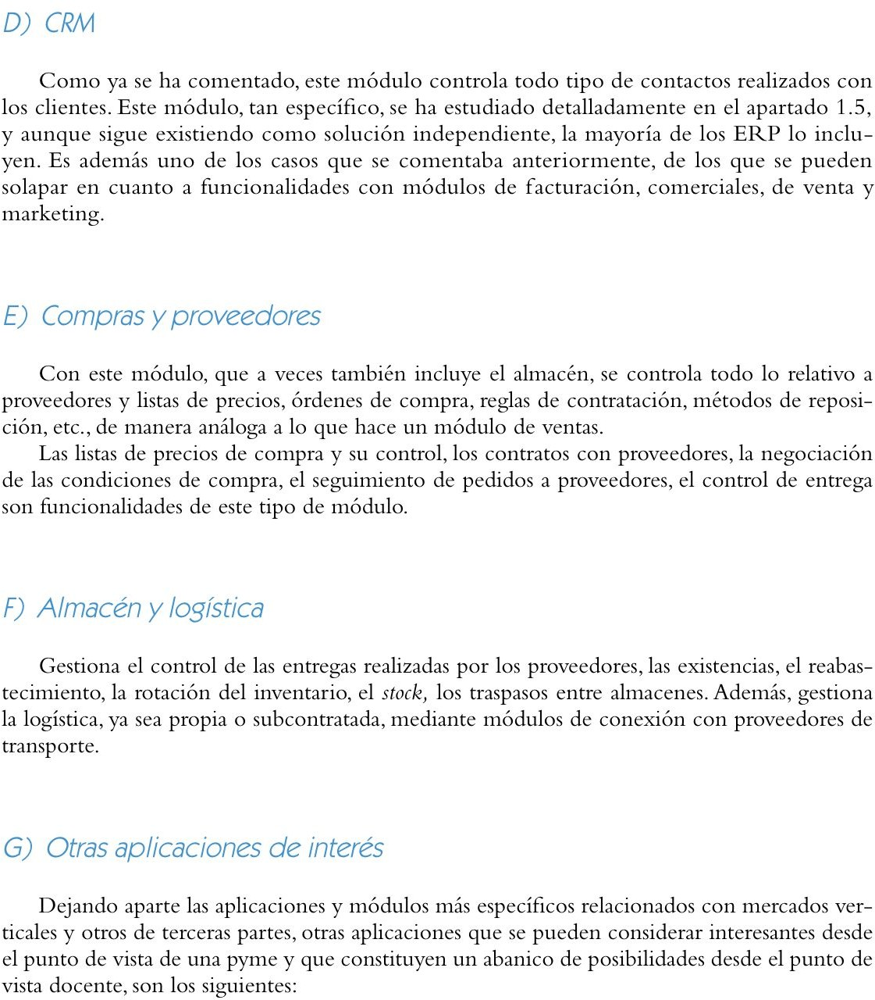 D) CRM
Como ya se ha comentado, este módulo controla todo tipo de contactos realizados con
los clientes. Este módulo, tan específico, se ha estudiado detalladamente en el apartado 1.5,
y aunque sigue existiendo como solución independiente, la mayoría de los ERP lo inclu-
yen. Es además uno de los casos que se comentaba anteriormente, de los que se pueden
solapar en cuanto a funcionalidades con módulos de facturación, comerciales, de venta y
marketing.
E) Compras y proveedores
Con este módulo, que a veces también incluye el almacén, se controla todo lo relativo a
proveedores y listas de precios, órdenes de compra, reglas de contratación, métodos de reposi-
ción, etc., de manera análoga a lo que hace un módulo de ventas.
Las listas de precios de compra y su control, los contratos con proveedores, la negociación
de las condiciones de compra, el seguimiento de pedidos a proveedores, el control de entrega
son funcionalidades de este tipo de módulo.
F) Almacén y logística
Gestiona el control de las entregas realizadas por los proveedores, las existencias, el reabas-
tecimiento, la rotación del inventario, el stock, los traspasos entre almacenes. Además, gestiona
la logística, ya sea propia o subcontratada, mediante módulos de conexión con proveedores de
transporte.
G) Otras aplicaciones de interés
Dejando aparte las aplicaciones y módulos más específicos relacionados con mercados ver-
ticales y otros de terceras partes, otras aplicaciones que se pueden considerar interesantes desde
el punto de vista de una pyme y que constituyen un abanico de posibilidades desde el punto de
vista docente, son los siguientes: